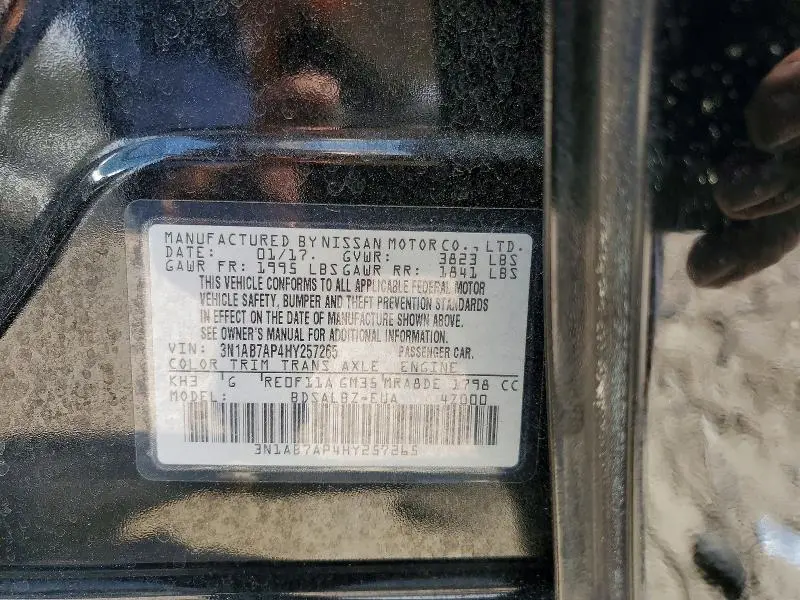 MANUFACTURED BY NISSAN MOTOR CO., LTD.
DATE: 01/17. GVWR: 3823 LBS
GAWR FR: 1995 LBS GAWR RR: 1841 LBS
THIS VEHICLE CONFORMS TO ALL APPLICABLE FEDERAL MOTOR
VEHICLE SAFETY, BUMPER AND THEFT PREVENTION STANDARDS
IN EFFECT ON THE DATE OF MANUFACTURE SHOWN ABOVE.
SEE OWNER'S MANUAL FOR ADDITIONAL INFORMATION.
VIN: 3N1AB7AP4HY257265 PASSENGER CAR.
COLOR TRIM TRANS AXLE ENGINE
KH3 G RE0F11A GM35 MRA8DE 1798 CC
MODEL: BDSALBZ-EUA 47000
3N1AB7AP4HY257265